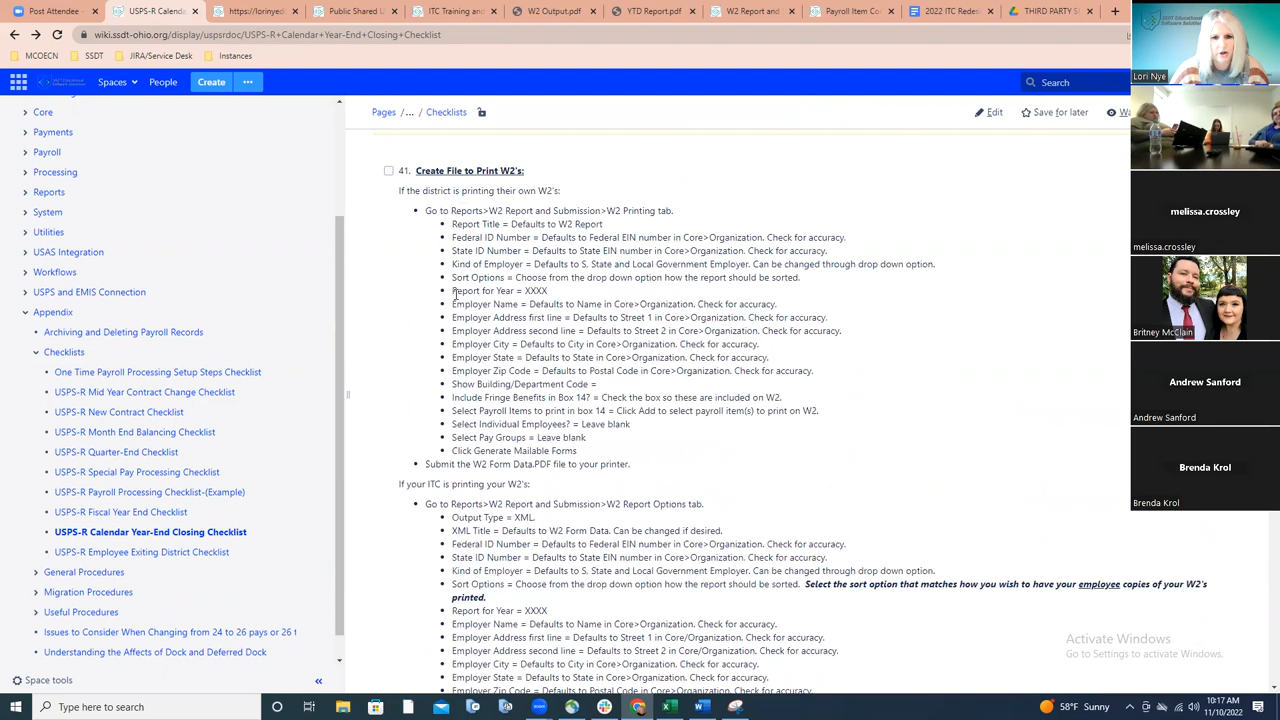 Public Shared U
ITC Training and
W2 Output.pdf
YTD Report.pdf
W2 Report and
Payroll Item Co
2022 ITC Rede
THIRD PARTY S
wiki.ssdt-ohio.org/display/uspsrdoc/USPS-R+Calendar+Year-End+Closing+Checklist
MCOECN
SSDT
JIRA/Service Desk
Instances
Spaces
People
Create
Search
Core
Payments
Payroll
Processing
Reports
System
Utilities
USAS Integration
Workflows
USPS and EMIS Connection
Appendix
Archiving and Deleting Payroll Records
Checklists
One Time Payroll Processing Setup Steps Checklist
USPS-R Mid Year Contract Change Checklist
USPS-R New Contract Checklist
USPS-R Month End Balancing Checklist
USPS-R Quarter-End Checklist
USPS-R Special Pay Processing Checklist
USPS-R Payroll Processing Checklist-(Example)
USPS-R Fiscal Year End Checklist
USPS-R Calendar Year-End Closing Checklist
USPS-R Employee Exiting District Checklist
General Procedures
Migration Procedures
Useful Procedures
Issues to Consider When Changing from 24 to 26 pays or 26 t
Understanding the Affects of Dock and Deferred Dock
Space tools
Pages /... / Checklists
Edit
Save for later
Wa
41. Create File to Print W2's:
If the district is printing their own W2's:
Go to Reports>W2 Report and Submission>W2 Printing tab.
Report Title = Defaults to W2 Report
Federal ID Number = Defaults to Federal EIN number in Core>Organization. Check for accuracy.
State ID Number = Defaults to State EIN number in Core>Organization. Check for accuracy.
Kind of Employer = Defaults to S, State and Local Government Employer. Can be changed through drop down option.
Sort Options = Choose from the drop down option how the report should be sorted.
Report for Year = XXXX
Employer Name = Defaults to Name in Core>Organization. Check for accuracy.
Employer Address first line = Defaults to Street 1 in Core>Organization. Check for accuracy.
Employer Address second line = Defaults to Street 2 in Core>Organization. Check for accuracy.
Employer City = Defaults to City in Core>Organization. Check for accuracy.
Employer State = Defaults to State in Core>Organization. Check for accuracy.
Employer Zip Code = Defaults to Postal Code in Core>Organization. Check for accuracy.
Show Building/Department Code =
Include Fringe Benefits in Box 14? = Check the box so these are included on W2.
Select Payroll Items to print in box 14 = Click Add to select payroll item(s) to print on W2.
Select Individual Employees? = Leave blank
Select Pay Groups = Leave blank
Click Generate Mailable Forms
Submit the W2 Form Data.PDF file to your printer.
If your ITC is printing your W2's:
Go to Reports>W2 Report and Submission>W2 Report Options tab.
Output Type = XML.
XML Title = Defaults to W2 Form Data. Can be changed if desired.
Federal ID Number = Defaults to Federal EIN number in Core>Organization. Check for accuracy.
State ID Number = Defaults to State EIN number in Core>Organization. Check for accuracy.
Kind of Employer = Defaults to S, State and Local Government Employer. Can be changed through drop down option.
Sort Options = Choose from the drop down option how the report should be sorted. Select the sort option that matches how you wish to have your employee copies of your W2's
printed.
Report for Year = XXXX
Employer Name = Defaults to Name in Core>Organization. Check for accuracy.
Employer Address first line = Defaults to Street 1 in Core/Organization. Check for accuracy.
Employer Address second line = Defaults to Street 2 in Core/Organization. Check for accuracy.
Employer City = Defaults to City in Core>Organization. Check for accuracy.
Employer State = Defaults to State in Core>Organization. Check for accuracy.
Employer Zip Code = Defaults to Postal Code in Core>Organization. Check for accuracy.
Lori Nye
melissa.crossley
melissa.crossley
Britney McClain
Andrew Sanford
Andrew Sanford
Brenda Krol
Brenda Krol
Activate Windows
Go to Settings to activate Windows.
Type here to search
58°F Sunny
10:17 AM
11/10/2022